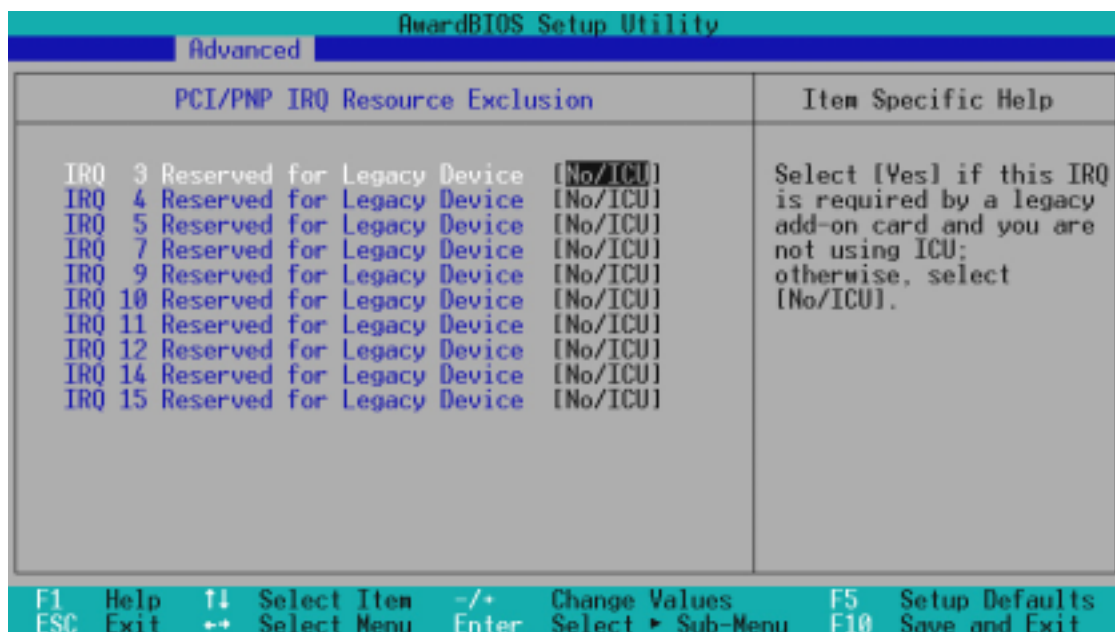 AwardBIOS Setup Utility
Advanced
PCI/PNP IRQ Resource Exclusion
IRQ 3 Reserved for Legacy Device [No/ICU]
IRQ 4 Reserved for Legacy Device [No/ICU]
IRQ 5 Reserved for Legacy Device [No/ICU]
IRQ 7 Reserved for Legacy Device [No/ICU]
IRQ 9 Reserved for Legacy Device [No/ICU]
IRQ 10 Reserved for Legacy Device [No/ICU]
IRQ 11 Reserved for Legacy Device [No/ICU]
IRQ 12 Reserved for Legacy Device [No/ICU]
IRQ 14 Reserved for Legacy Device [No/ICU]
IRQ 15 Reserved for Legacy Device [No/ICU]
Item Specific Help
Select [Yes] if this IRQ
is required by a legacy
add-on card and you are
not using ICU;
otherwise, select
[No/ICU].
F1 Help ↑↓ Select Item -/+ Change Values F5 Setup Defaults
ESC Exit ←→ Select Menu Enter Select ► Sub-Menu F10 Save and Exit